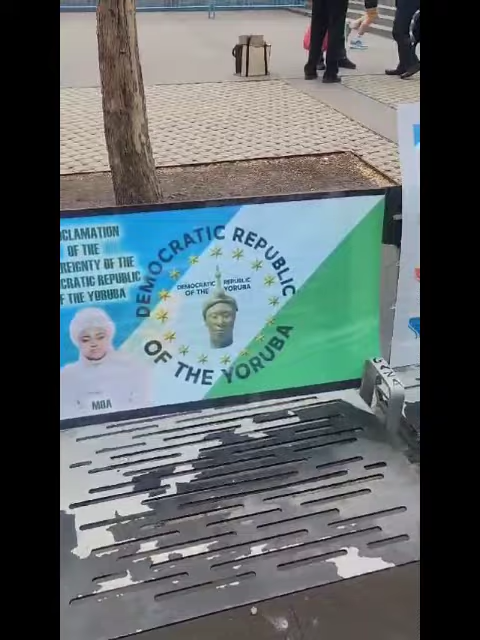 CLAMATION
OF THE
REIGNTY OF THE
CRATIC REPUBLIC
F THE YORUBA
MOA
DEMOCRATIC REPUBLIC
OF THE YORUBA
DEMOCRATIC REPUBLIC
OF THE YORUBA